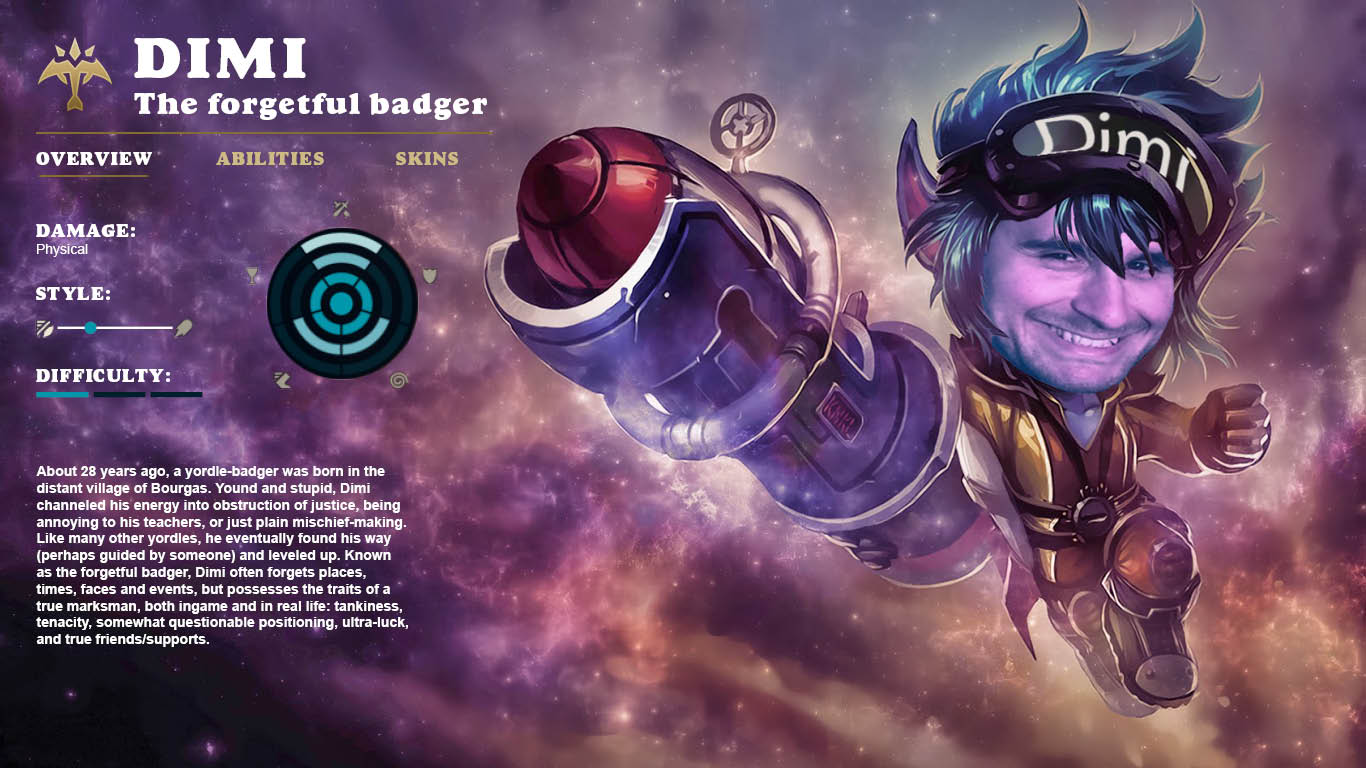 DIMI
The forgetful badger
OVERVIEW ABILITIES SKINS
DAMAGE:
Physical
STYLE:
DIFFICULTY:
About 28 years ago, a yordle-badger was born in the
distant village of Bourgas. Yound and stupid, Dimi
channeled his energy into obstruction of justice, being
annoying to his teachers, or just plain mischief-making.
Like many other yordles, he eventually found his way
(perhaps guided by someone) and leveled up. Known
as the forgetful badger, Dimi often forgets places,
times, faces and events, but possesses the traits of a
true marksman, both ingame and in real life: tankiness,
tenacity, somewhat questionable positioning, ultra-luck,
and true friends/supports.
Dimi